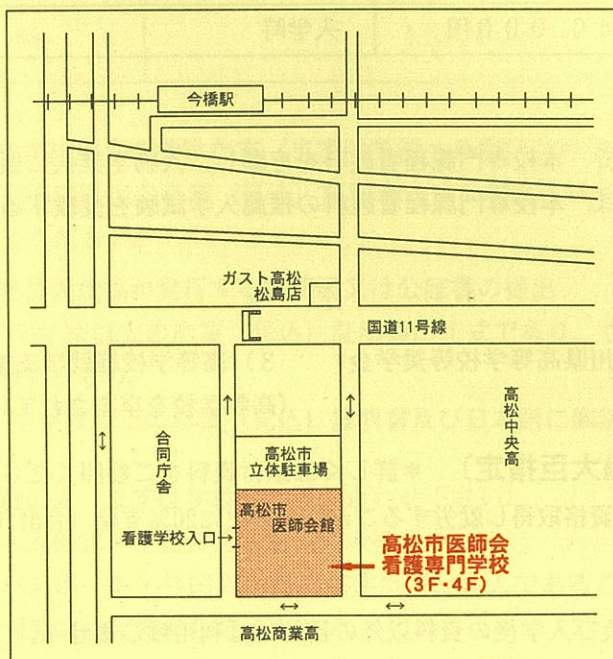 今橋駅
ガスト高松
松島店
国道11号線
合同庁舎
高松市
立体駐車場
高松中央高
高松市
医師会館
看護学校入口→
高松市医師会
看護専門学校
(3F・4F)
高松商業高